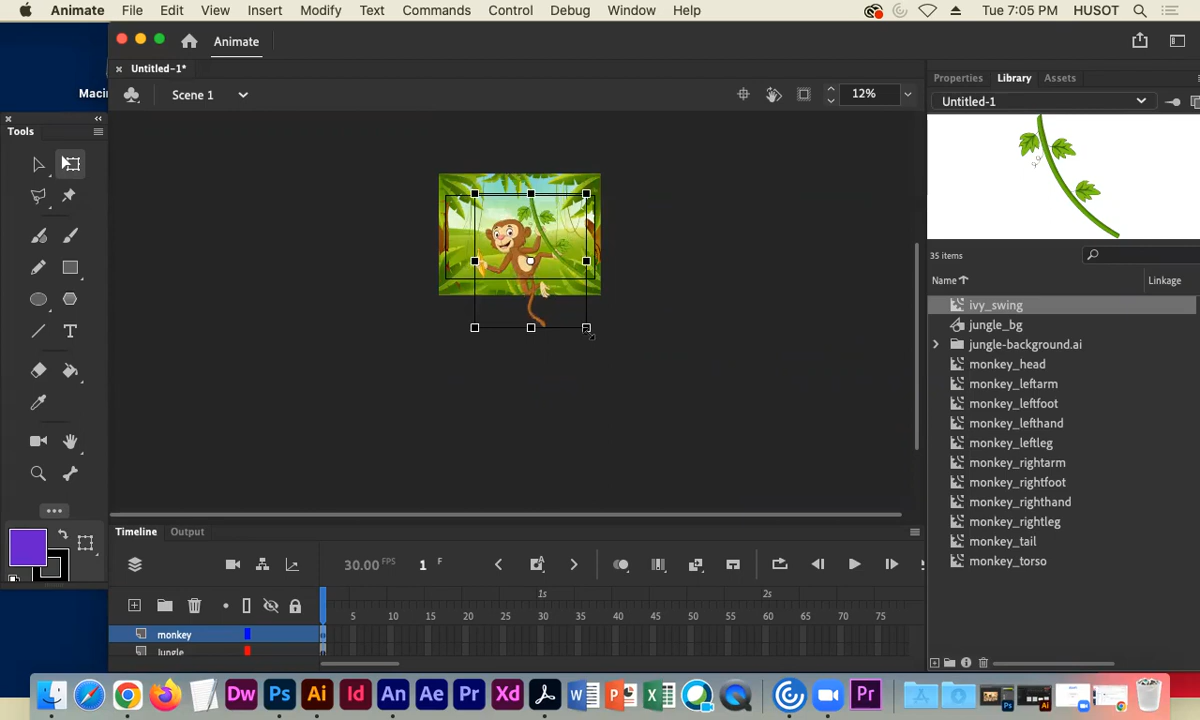 Animate File Edit View Insert Modify Text Commands Control Debug Window Help Tue 7:05 PM HUSOT
Animate
Untitled-1*
Macin
Scene 1
12%
Tools
Properties Library Assets
Untitled-1
35 items
Name Linkage
ivy_swing
jungle_bg
jungle-background.ai
monkey_head
monkey_leftarm
monkey_leftfoot
monkey_lefthand
monkey_leftleg
monkey_rightarm
monkey_rightfoot
monkey_righthand
monkey_rightleg
monkey_tail
monkey_torso
Timeline Output
30.00 FPS 1 F
1s 2s
5 10 15 20 25 30 35 40 45 50 55 60 65 70 75
monkey
jungle
Dw Ps Ai Id An Ae Pr Xd W P X Pr